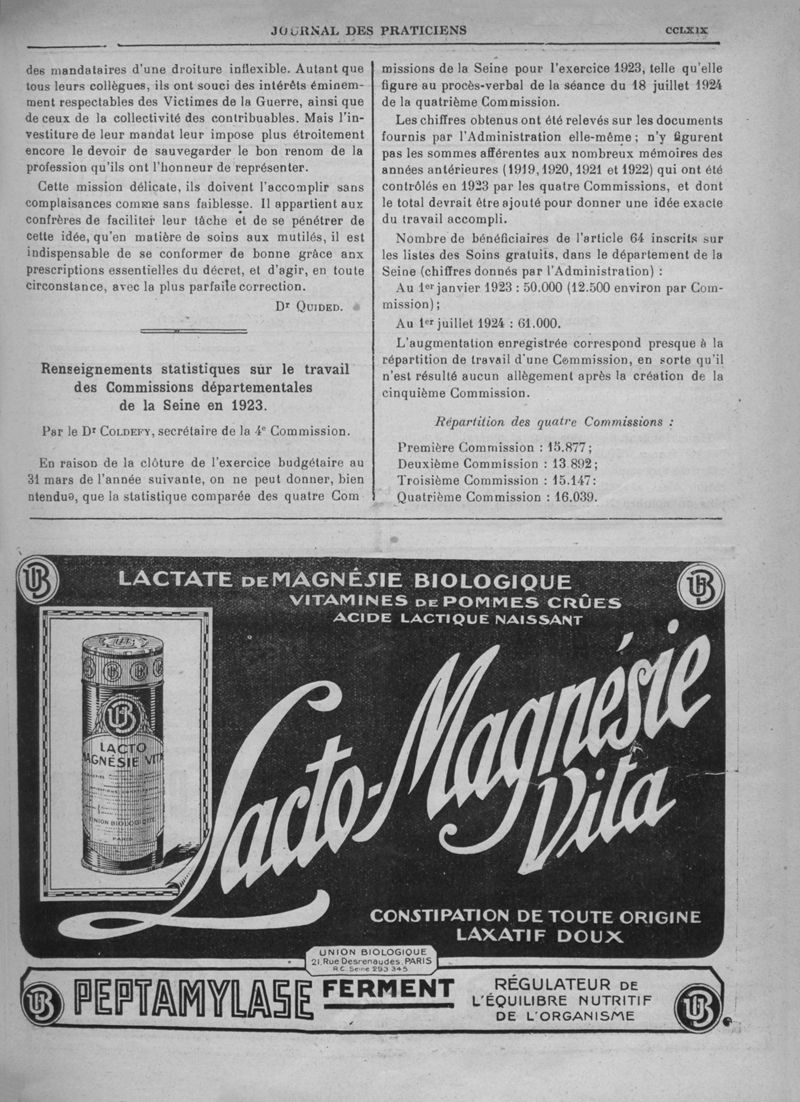 JOURNAL DES PRATICIENS
CCLXIX
des mandataires d'une droiture inflexible. Autant que
tous leurs collègues, ils ont souci des intérêts éminem-
ment respectables des Victimes de la Guerre, ainsi que
de ceux de la collectivité des contribuables. Mais l'in-
vestiture de leur mandat leur impose plus étroitement
encore le devoir de sauvegarder le bon renom de la
profession qu'ils ont l'honneur de représenter.
Cette mission délicate, ils doivent l'accomplir sans
complaisances comme sans faiblesse. Il appartient aux
confrères de faciliter leur tâche et de se pénétrer de
cette idée, qu'en matière de soins aux mutilés, il est
indispensable de se conformer de bonne grâce anx
prescriptions essentielles du décret, et d'agir, en toute
circonstance, avec la plus parfaite correction.
Dr QUIDED.
Renseignements statistiques sur le travail
des Commissions départementales
de la Seine en 1923.
Par le Dr COLDEFY, secrétaire de la 4e Commission.
En raison de la clôture de l'exercice budgétaire au
31 mars de l'année suivante, on ne peut donner, bien
ntendue, que la statistique comparée des quatre Com
missions de la Seine pour l'exercice 1923, telle qu'elle
figure au procès-verbal de la séance du 18 juillet 1924
de la quatrième Commission.
Les chiffres obtenus ont été relevés sur les documents
fournis par l'Administration elle-même ; n'y figurent
pas les sommes afférentes aux nombreux mémoires des
années antérieures (1919, 1920, 1921 et 1922) qui ont été
contrôlés en 1923 par les quatre Commissions, et dont
le total devrait être ajouté pour donner une idée exacte
du travail accompli.
Nombre de bénéficiaires de l'article 64 inscrits sur
les listes des Soins gratuits, dans le département de la
Seine (chiffres donnés par l'Administration) :
Au 1er janvier 1923 : 50.000 (12.500 environ par Com-
mission) ;
Au 1er juillet 1924 : 61.000.
L'augmentation enregistrée correspond presque à la
répartition de travail d'une Commission, en sorte qu'il
n'est résulté aucun allègement après la création de la
cinquième Commission.
Répartition des quatre Commissions :
Première Commission : 15.877 ;
Deuxième Commission : 13 892 ;
Troisième Commission : 15.147 :
Quatrième Commission : 16.039.
UB
LACTATE DE MAGNÉSIE BIOLOGIQUE
UB
VITAMINES DE POMMES CRÛES
ACIDE LACTIQUE NAISSANT
UB
LACTO
MAGNÉSIE VITA
UNION BIOLOGIQUE
PARIS
Lacto-Magnésie
Vita
CONSTIPATION DE TOUTE ORIGINE
LAXATIF DOUX
UNION BIOLOGIQUE
21. Rue Desrenaudes. PARIS
R.C. Seine 293 345
UB
PEPTAMYLASE FERMENT
RÉGULATEUR DE
L'ÉQUILIBRE NUTRITIF
DE L'ORGANISME
UB